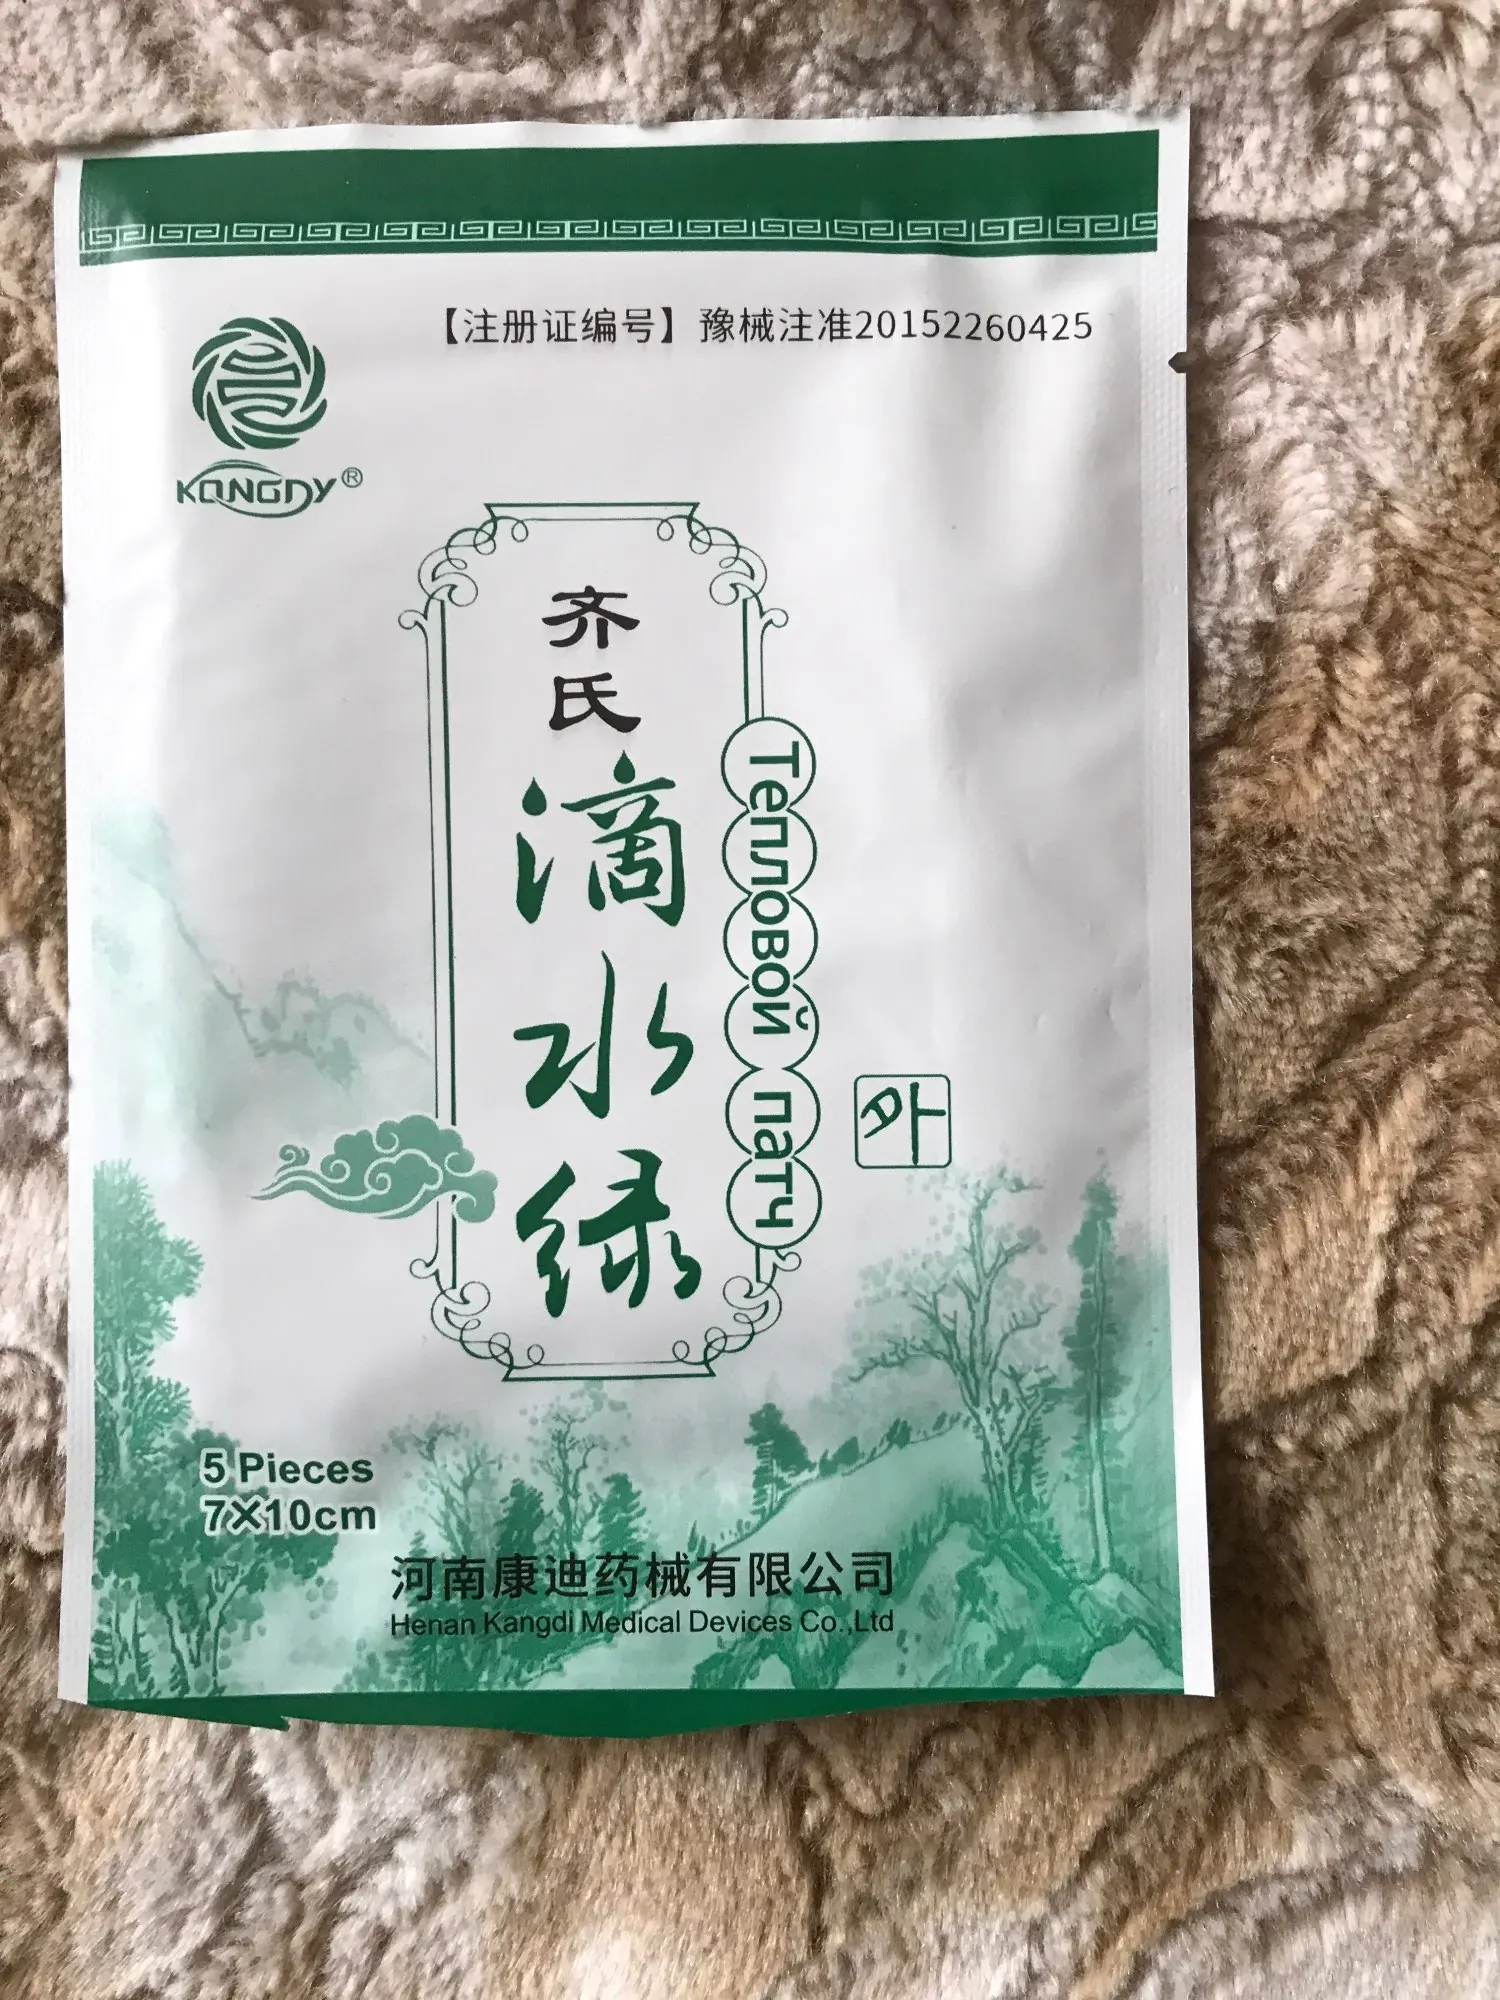 【注册证编号】豫械注准20152260425
KONGDY®
齐氏
滴水绿
Тепловой патч
外
5 Pieces
7×10cm
河南康迪药械有限公司
Henan Kangdi Medical Devices Co.,Ltd